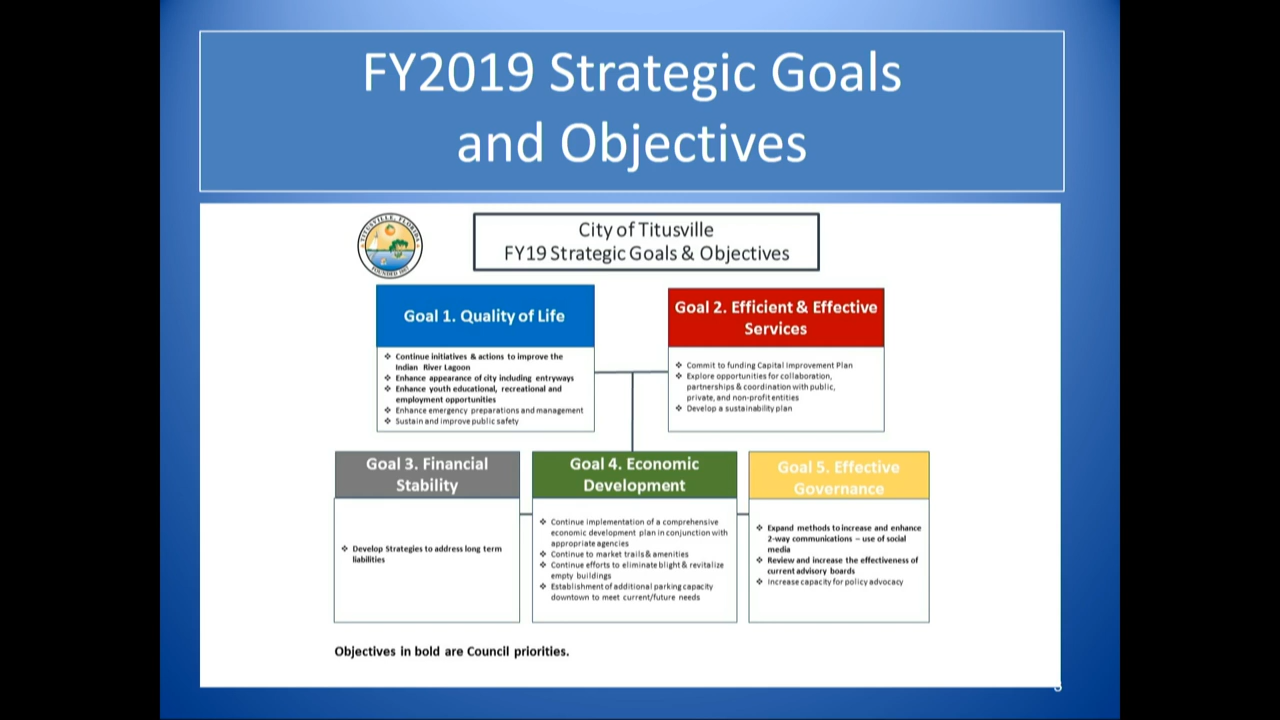 FY2019 Strategic Goals
and Objectives
TITUSVILLE, FLORIDA
FOUNDED 1867
City of Titusville
FY19 Strategic Goals & Objectives
Goal 1. Quality of Life
❖ Continue initiatives & actions to improve the
Indian River Lagoon
❖ Enhance appearance of city including entryways
❖ Enhance youth educational, recreational and
employment opportunities
❖ Enhance emergency preparations and management
❖ Sustain and improve public safety
Goal 2. Efficient & Effective
Services
❖ Commit to funding Capital Improvement Plan
❖ Explore opportunities for collaboration,
partnerships & coordination with public,
private, and non-profit entities
❖ Develop a sustainability plan
Goal 3. Financial
Stability
❖ Develop Strategies to address long term
liabilities
Goal 4. Economic
Development
❖ Continue implementation of a comprehensive
economic development plan in conjunction with
appropriate agencies
❖ Continue to market trails & amenities
❖ Continue efforts to eliminate blight & revitalize
empty buildings
❖ Establishment of additional parking capacity
downtown to meet current/future needs
Goal 5. Effective
Governance
❖ Expand methods to increase and enhance
2-way communications – use of social
media
❖ Review and increase the effectiveness of
current advisory boards
❖ Increase capacity for policy advocacy
Objectives in bold are Council priorities.